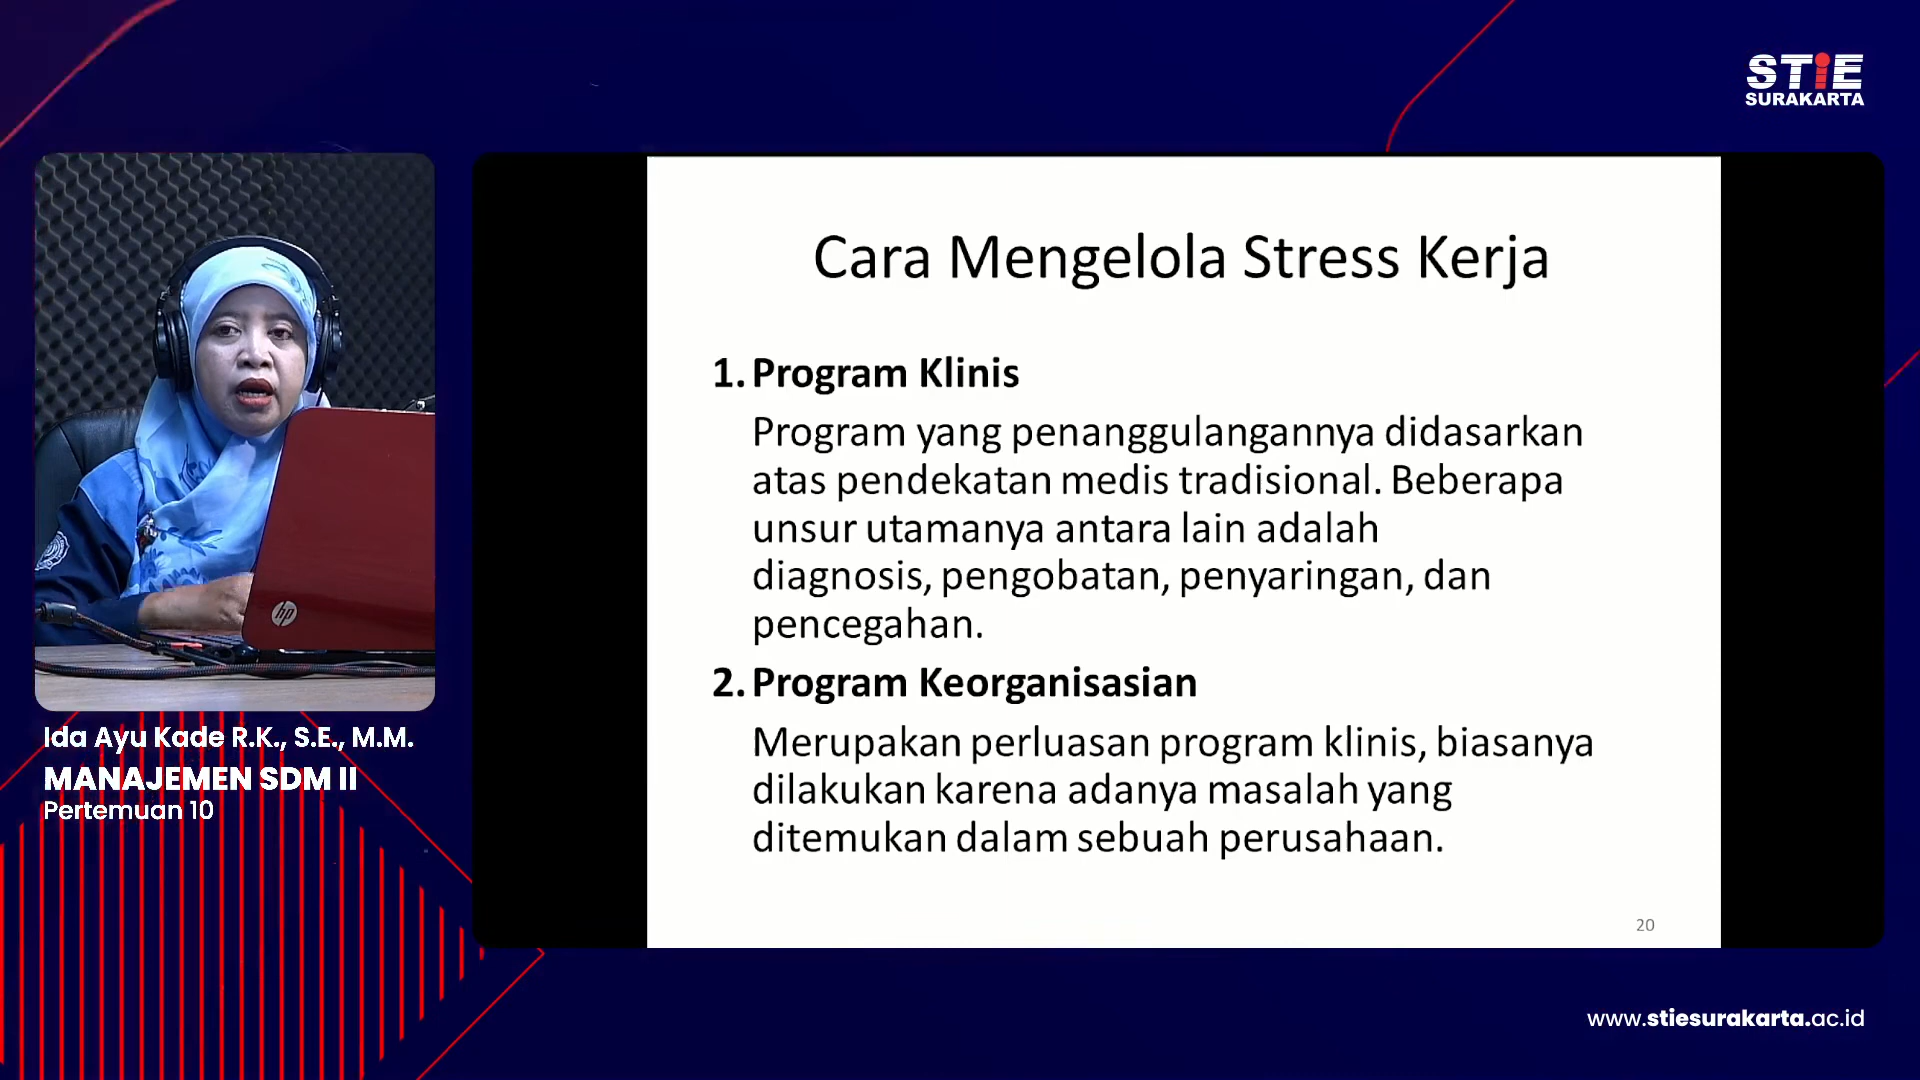 STiE
SURAKARTA
Cara Mengelola Stress Kerja
1. Program Klinis
Program yang penanggulangannya didasarkan
atas pendekatan medis tradisional. Beberapa
unsur utamanya antara lain adalah
diagnosis, pengobatan, penyaringan, dan
pencegahan.
2. Program Keorganisasian
Merupakan perluasan program klinis, biasanya
dilakukan karena adanya masalah yang
ditemukan dalam sebuah perusahaan.
20
hp
Ida Ayu Kade R.K., S.E., M.M.
MANAJEMEN SDM II
Pertemuan 10
www.stiesurakarta.ac.id